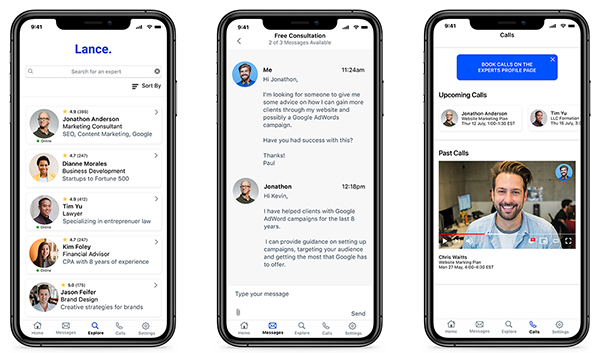 9:41
Lance.
Search for an expert
Sort By
4.9 (389)
Jonathon Anderson
Marketing Consultant
SEO, Content Marketing, Google
Online
4.7 (247)
Dianne Morales
Business Development
Startups to Fortune 500
4.2 (412)
Tim Yu
Lawyer
Specializing in entreprenuer law
Online
4.7 (247)
Kim Foley
Financial Advisor
CPA with 8 years of experience
Online
5.0 (175)
Jason Feifer
Brand Design
Creative strategies for brands
Home
Messages
Explore
Calls
Settings
9:41
Free Consultation
2 of 3 Messages Available
Me
11:24am
Hi Jonathon,
I'm looking for someone to give me
some advice on how I can gain more
clients through my website and
possibly a Google AdWords
campaign.
Have you had success with this?
Thanks!
Paul
Jonathon
12:18pm
Hi Kevin,
I have helped clients with Google
AdWord campaigns for the last 8
years.
I can provide guidance on setting up
campaigns, targeting your audience
and getting the most that Google has
to offer.
Type your message
Send
Home
Messages
Explore
Calls
Settings
9:41
Calls
BOOK CALLS ON THE
EXPERTS PROFILE PAGE
Upcoming Calls
Jonathon Anderson
Website Marketing Plan
Thur 12 July, 1:00-1:30 EST
Tim Yu
LLC Formation
Thur 15 July, 3:0
Past Calls
Chris Waitts
Website Marking Plan
Mon 27 May, 4:00-4:30 EST
Home
Messages
Explore
Calls
Settings